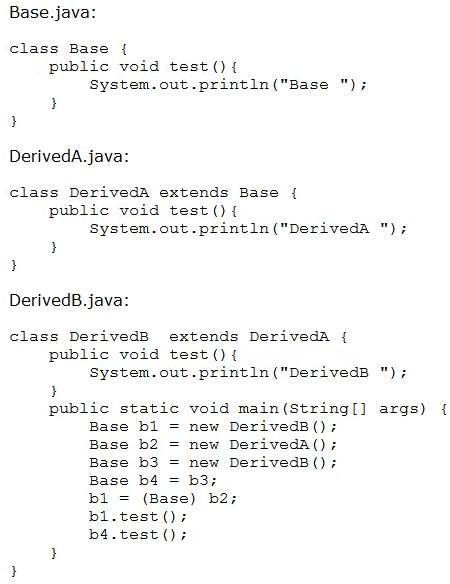 Base.java:
class Base {
    public void test(){
        System.out.println("Base ");
    }
}
DerivedA.java:
class DerivedA extends Base {
    public void test(){
        System.out.println("DerivedA ");
    }
}
DerivedB.java:
class DerivedB  extends DerivedA {
    public void test(){
        System.out.println("DerivedB ");
    }
    public static void main(String[] args) {
        Base b1 = new DerivedB();
        Base b2 = new DerivedA();
        Base b3 = new DerivedB();
        Base b4 = b3;
        b1 = (Base) b2;
        b1.test();
        b4.test();
    }
}